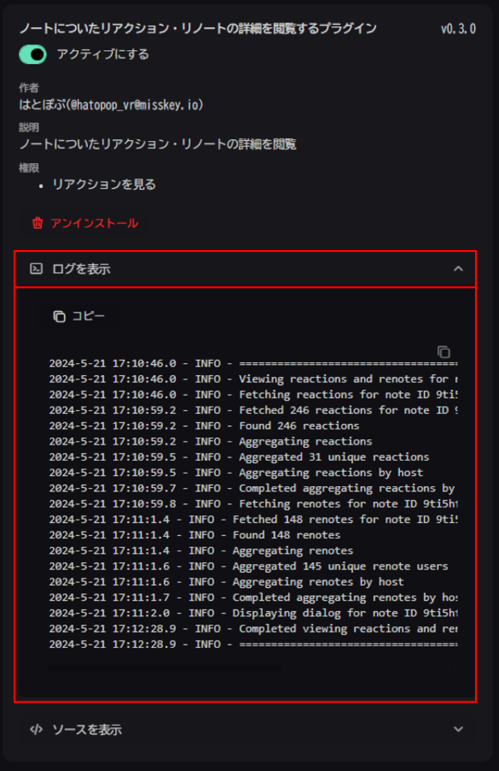 ノートについたリアクション・リノートの詳細を閲覧するプラグイン v0.3.0
アクティブにする
作者
はとぽぷ(@hatopop_vr@misskey.io)
説明
ノートについたリアクション・リノートの詳細を閲覧
権限
• リアクションを見る
アンインストール
ログを表示
コピー
2024-5-21 17:10:46.0 - INFO - ==================================
2024-5-21 17:10:46.0 - INFO - Viewing reactions and renotes for
2024-5-21 17:10:46.0 - INFO - Fetching reactions for note ID 9ti5
2024-5-21 17:10:59.2 - INFO - Fetched 246 reactions for note ID 9
2024-5-21 17:10:59.2 - INFO - Found 246 reactions
2024-5-21 17:10:59.2 - INFO - Aggregating reactions
2024-5-21 17:10:59.5 - INFO - Aggregated 31 unique reactions
2024-5-21 17:10:59.5 - INFO - Aggregating reactions by host
2024-5-21 17:10:59.7 - INFO - Completed aggregating reactions by
2024-5-21 17:10:59.8 - INFO - Fetching renotes for note ID 9ti5hf
2024-5-21 17:11:1.4 - INFO - Fetched 148 renotes for note ID 9ti5
2024-5-21 17:11:1.4 - INFO - Found 148 renotes
2024-5-21 17:11:1.4 - INFO - Aggregating renotes
2024-5-21 17:11:1.6 - INFO - Aggregated 145 unique remote users
2024-5-21 17:11:1.6 - INFO - Aggregating renotes by host
2024-5-21 17:11:1.7 - INFO - Completed aggregating renotes by hos
2024-5-21 17:11:2.0 - INFO - Displaying dialog for note ID 9ti5hf
2024-5-21 17:12:28.9 - INFO - Completed viewing reactions and ren
2024-5-21 17:12:28.9 - INFO - ==================================
ソースを表示